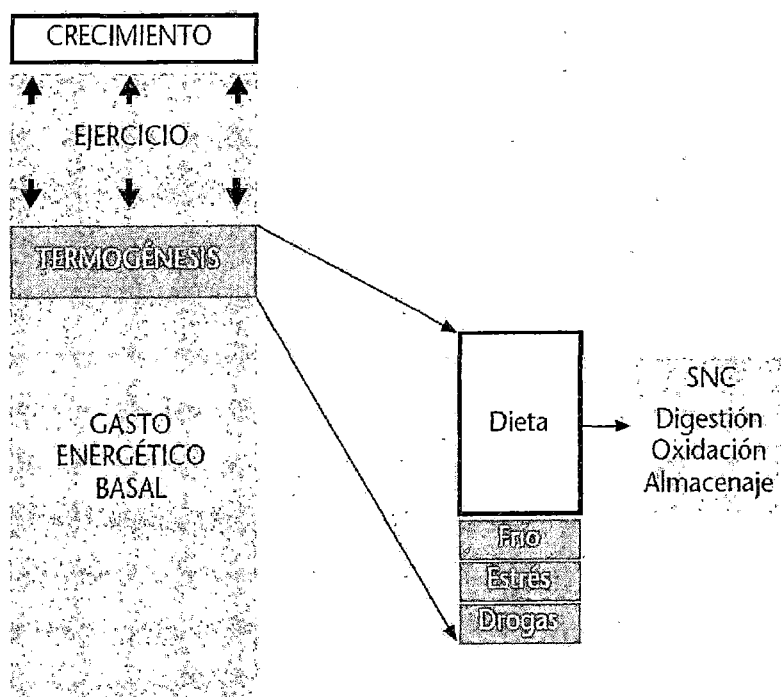 CRECIMIENTO
EJERCICIO
TERMOGÉNESIS
GASTO
ENERGÉTICO
BASAL
Dieta
Frío
Estrés
Drogas
SNC
Digestión
Oxidación
Almacenaje